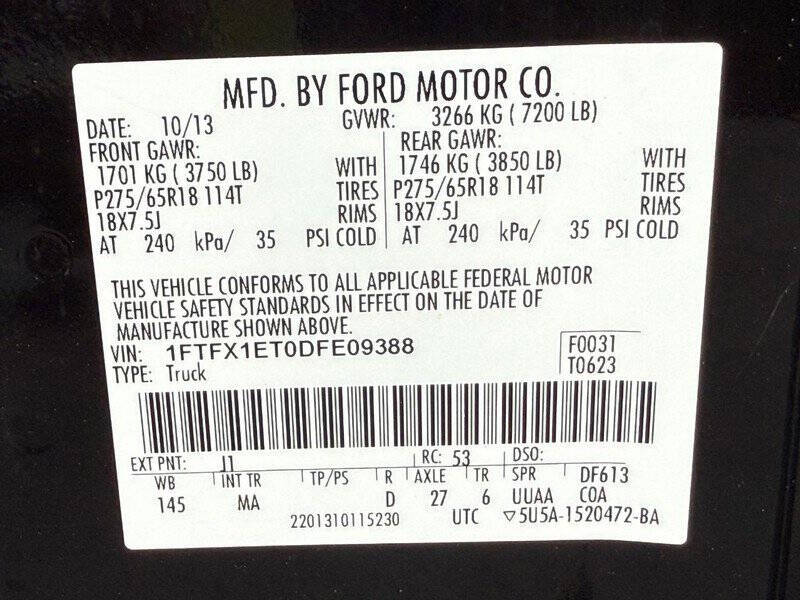 MFD. BY FORD MOTOR CO.
DATE: 10/13 GVWR: 3266 KG ( 7200 LB)
FRONT GAWR: REAR GAWR:
1701 KG ( 3750 LB) WITH 1746 KG ( 3850 LB) WITH
P275/65R18 114T TIRES P275/65R18 114T TIRES
18X7.5J RIMS 18X7.5J RIMS
AT 240 kPa/ 35 PSI COLD AT 240 kPa/ 35 PSI COLD
THIS VEHICLE CONFORMS TO ALL APPLICABLE FEDERAL MOTOR
VEHICLE SAFETY STANDARDS IN EFFECT ON THE DATE OF
MANUFACTURE SHOWN ABOVE.
VIN: 1FTFX1ET0DFE09388 F0031
TYPE: Truck T0623
EXT PNT: J1 RC: 53 DSO:
WB INT TR TP/PS R AXLE TR SPR DF613
145 MA D 27 6 UUAA COA
2201310115230 UTC ▽5U5A-1520472-BA